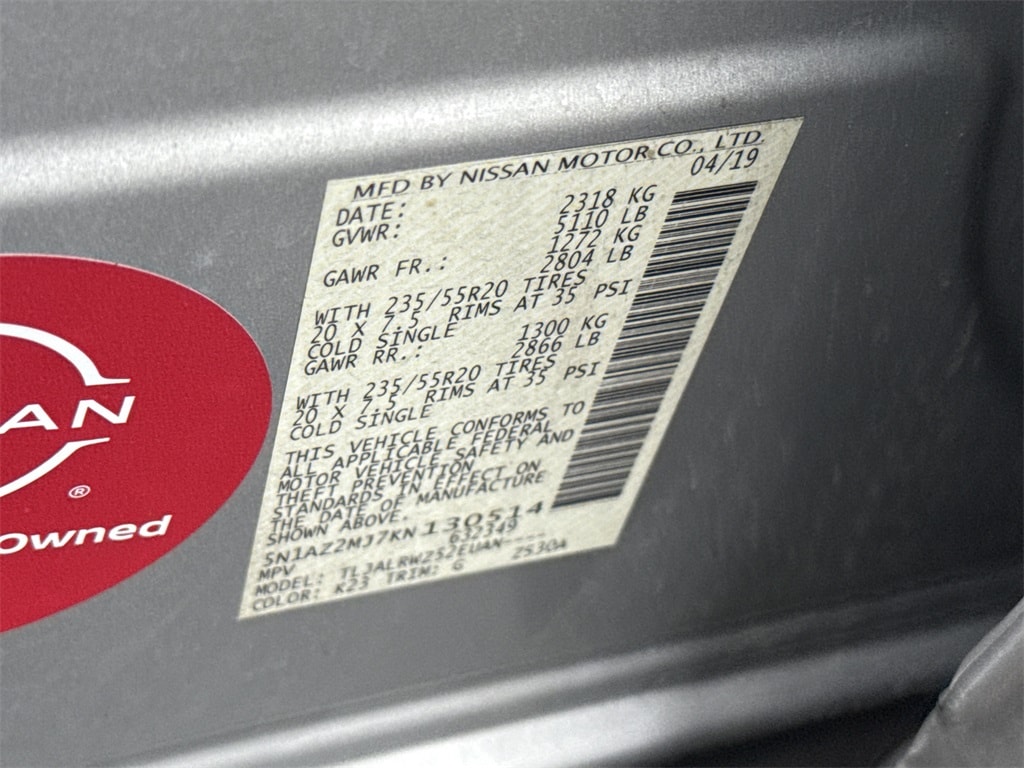 MFD BY NISSAN MOTOR CO., LTD.
DATE: 04/19
GVWR: 2318 KG
5110 LB
GAWR FR.: 1272 KG
2804 LB
WITH 235/55R20 TIRES
20 X 7.5 RIMS AT 35 PSI
COLD SINGLE
GAWR RR.: 1300 KG
2866 LB
WITH 235/55R20 TIRES
20 X 7.5 RIMS AT 35 PSI
COLD SINGLE
THIS VEHICLE CONFORMS TO
ALL APPLICABLE FEDERAL
MOTOR VEHICLE SAFETY AND
THEFT PREVENTION
STANDARDS IN EFFECT ON
THE DATE OF MANUFACTURE
SHOWN ABOVE.
5N1AZ2MJ7KN130514
MPV 632349
MODEL: TLJALRWZ52EUAN----
COLOR: K23 TRIM: G Z530A
AN
®
Owned